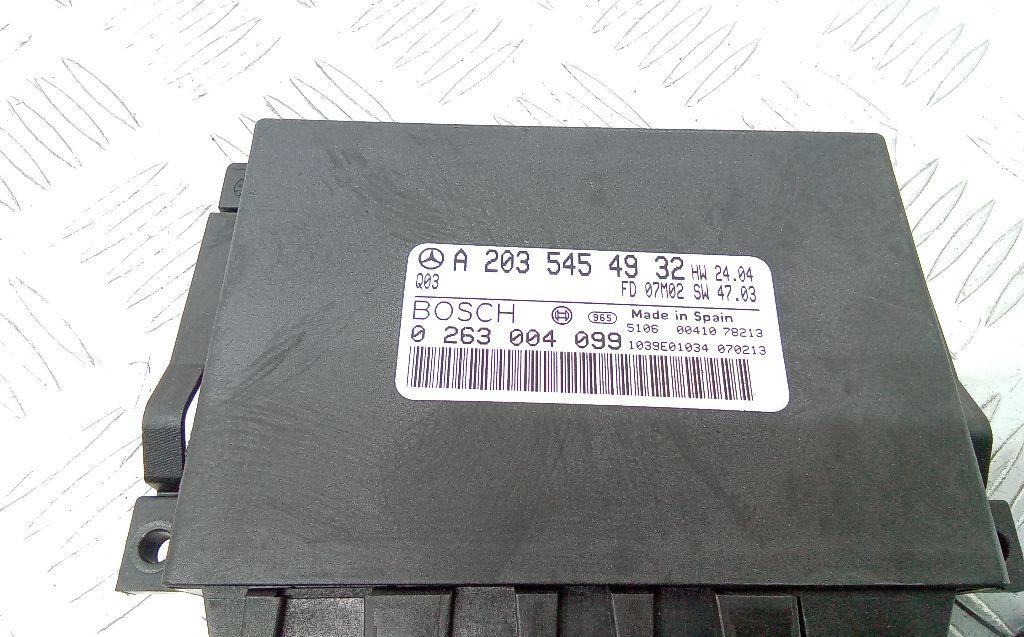 A 203 545 49 32 HW 24.04
Q03 FD 07M02 SW 47.03
BOSCH 965 Made in Spain
5106 00410 78213
0 263 004 099 1039E01034 070213